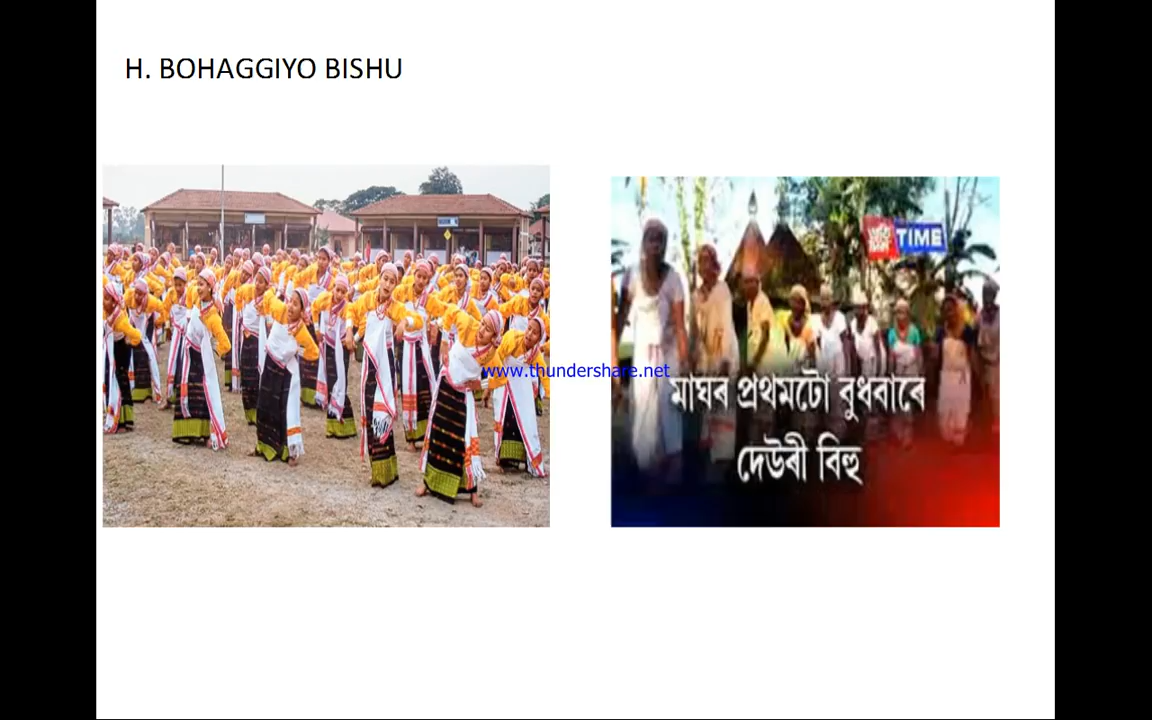 H. BOHAGGIYO BISHU
TIME
www.thundershare.net
মাঘৰ প্ৰথমটো বুধবাৰে
দেউৰী বিহু